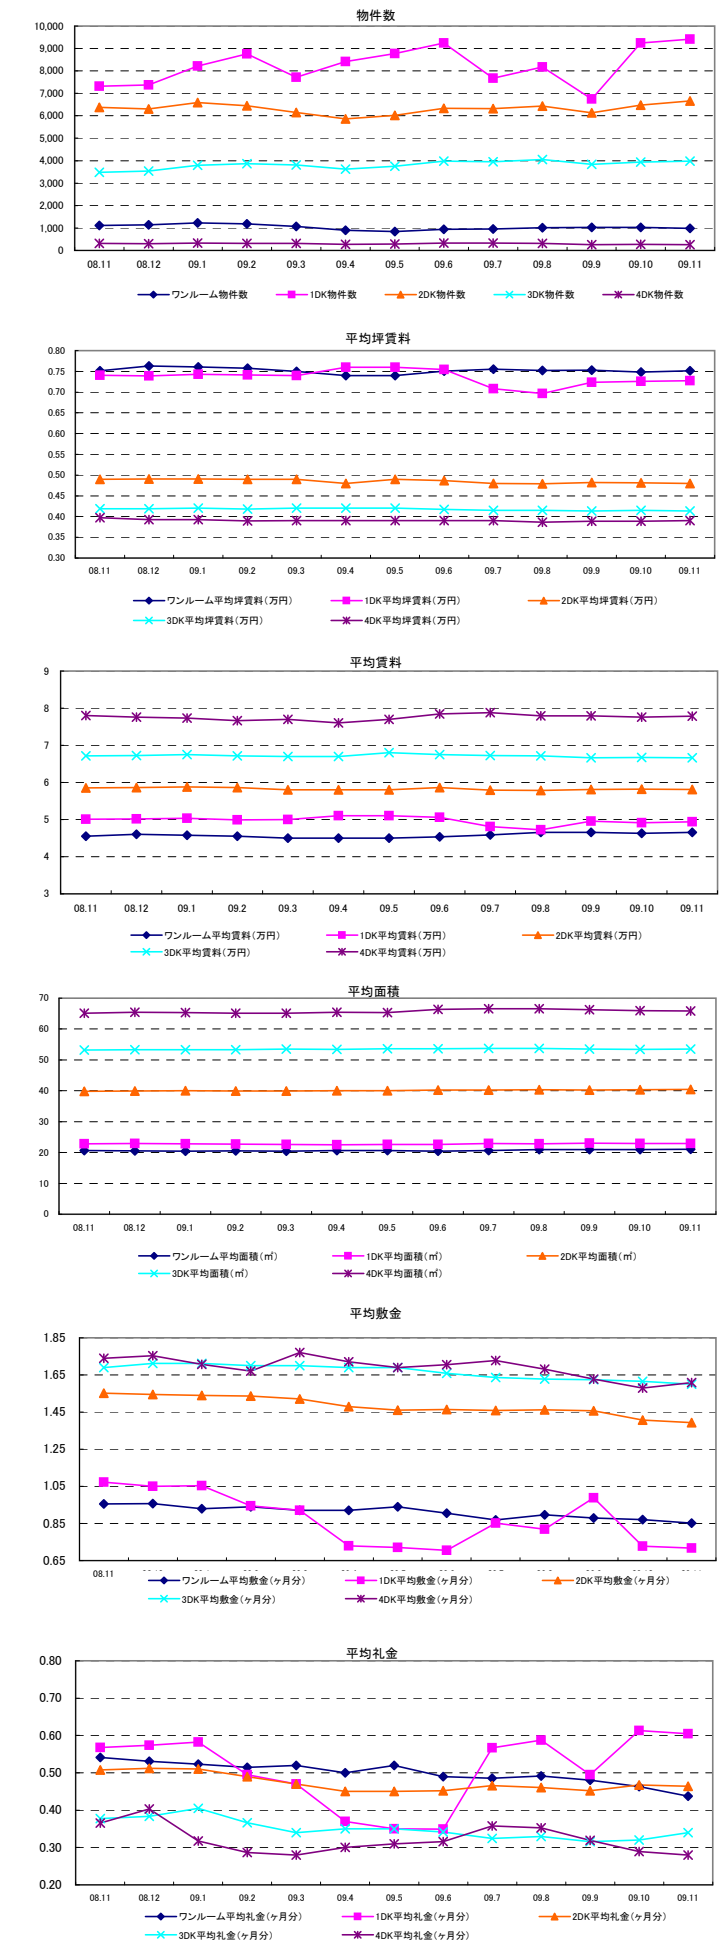 物件数
10,000
9,000
8,000
7,000
6,000
5,000
4,000
3,000
2,000
1,000
0
08.11 08.12 09.1 09.2 09.3 09.4 09.5 09.6 09.7 09.8 09.9 09.10 09.11
ワンルーム物件数 1DK物件数 2DK物件数 3DK物件数 4DK物件数
平均坪賃料
0.80
0.75
0.70
0.65
0.60
0.55
0.50
0.45
0.40
0.35
0.30
08.11 08.12 09.1 09.2 09.3 09.4 09.5 09.6 09.7 09.8 09.9 09.10 09.11
ワンルーム平均坪賃料(万円) 1DK平均坪賃料(万円) 2DK平均坪賃料(万円)
3DK平均坪賃料(万円) 4DK平均坪賃料(万円)
平均賃料
9
8
7
6
5
4
3
08.11 08.12 09.1 09.2 09.3 09.4 09.5 09.6 09.7 09.8 09.9 09.10 09.11
ワンルーム平均賃料(万円) 1DK平均賃料(万円) 2DK平均賃料(万円)
3DK平均賃料(万円) 4DK平均賃料(万円)
平均面積
70
60
50
40
30
20
10
0
08.11 08.12 09.1 09.2 09.3 09.4 09.5 09.6 09.7 09.8 09.9 09.10 09.11
ワンルーム平均面積(㎡) 1DK平均面積(㎡) 2DK平均面積(㎡)
3DK平均面積(㎡) 4DK平均面積(㎡)
平均敷金
1.85
1.65
1.45
1.25
1.05
0.85
0.65
08.11
ワンルーム平均敷金(ヶ月分) 1DK平均敷金(ヶ月分) 2DK平均敷金(ヶ月分)
3DK平均敷金(ヶ月分) 4DK平均敷金(ヶ月分)
平均礼金
0.80
0.70
0.60
0.50
0.40
0.30
0.20
08.11 08.12 09.1 09.2 09.3 09.4 09.5 09.6 09.7 09.8 09.9 09.10 09.11
ワンルーム平均礼金(ヶ月分) 1DK平均礼金(ヶ月分) 2DK平均礼金(ヶ月分)
3DK平均礼金(ヶ月分) 4DK平均礼金(ヶ月分)